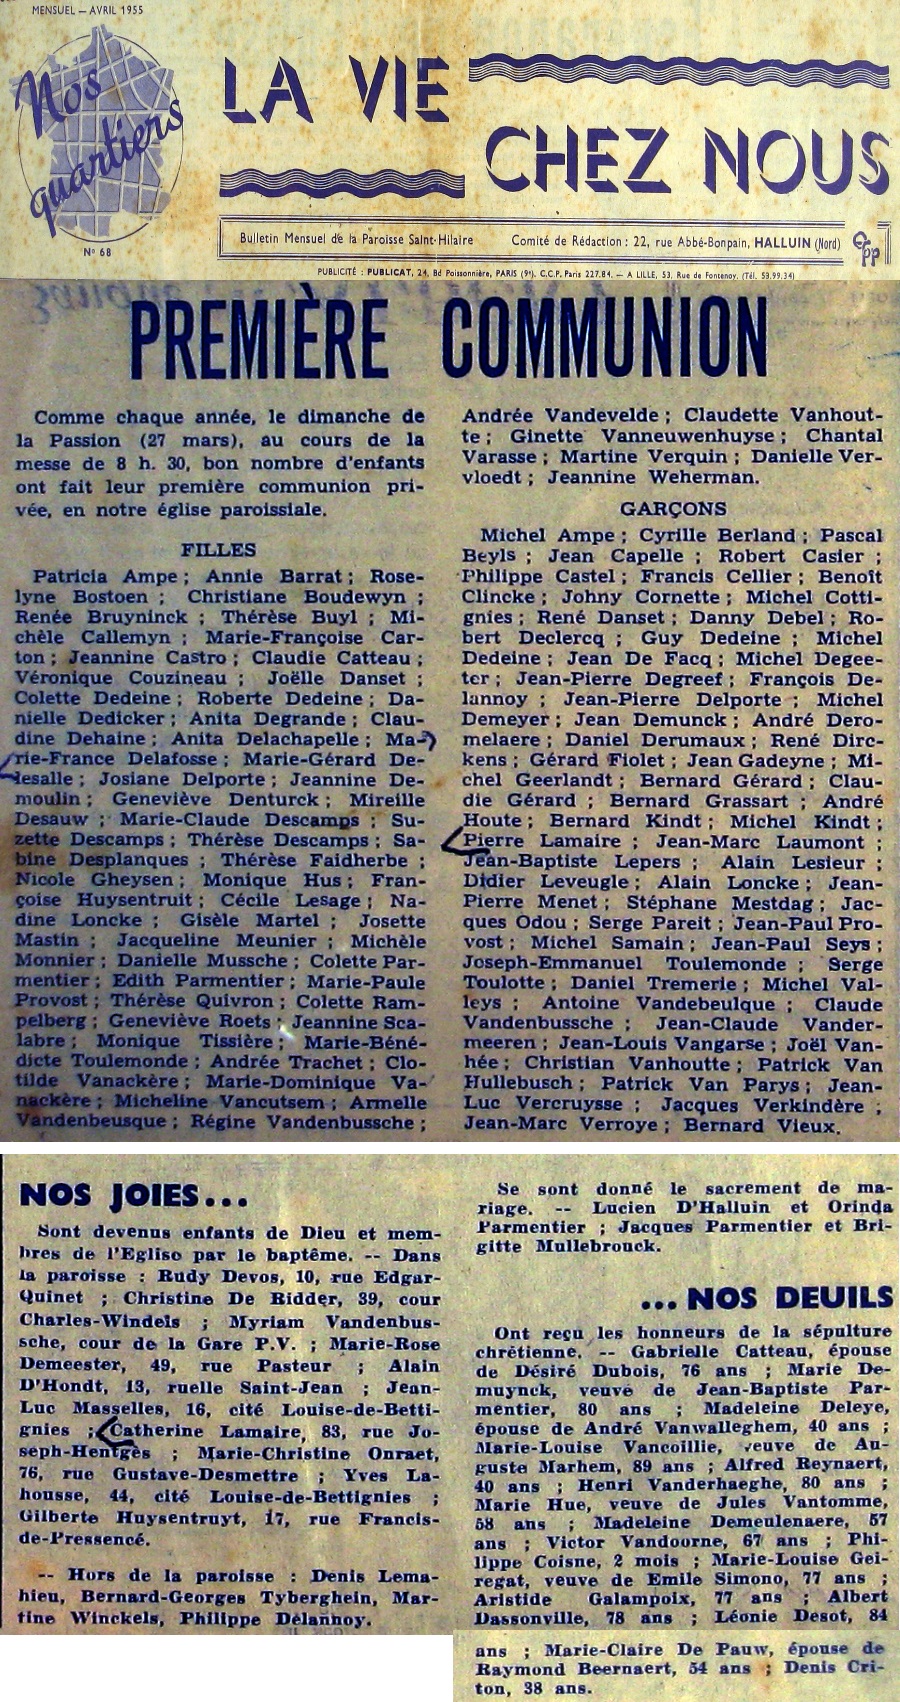 MENSUEL — AVRIL 1955
Nos
quartiers
N° 68
LA VIE
CHEZ NOUS
Bulletin Mensuel de la Paroisse Saint-Hilaire Comité de Rédaction : 22, rue Abbé-Bonpain, HALLUIN (Nord)
PUBLICITÉ : PUBLICAT, 24, Bd Poissonnière, PARIS (9e). C.C.P. Paris 227.84. — A LILLE, 53, Rue de Fontenoy. (Tél. 53.99.34)
PREMIÈRE COMMUNION
Comme chaque année, le dimanche de
la Passion (27 mars), au cours de la
messe de 8 h. 30, bon nombre d'enfants
ont fait leur première communion pri-
vée, en notre église paroissiale.
FILLES
Patricia Ampe ; Annie Barrat ; Rose-
lyne Bostoen ; Christiane Boudewyn ;
Renée Bruyninck ; Thérèse Buyl ; Mi-
chèle Callemyn ; Marie-Françoise Car-
ton ; Jeannine Castro ; Claudie Catteau ;
Véronique Couzineau ; Joëlle Danset ;
Colette Dedeine ; Roberte Dedeine ; Da-
nielle Dedicker ; Anita Degrande ; Clau-
dine Dehaine ; Anita Delachapelle ; Ma-
rie-France Delafosse ; Marie-Gérard De-
lesalle ; Josiane Delporte ; Jeannine De-
moulin ; Geneviève Denturck ; Mireille
Desauw ; Marie-Claude Descamps ; Su-
zette Descamps ; Thérèse Descamps ; Sa-
bine Desplanques ; Thérèse Faidherbe ;
Nicole Gheysen ; Monique Hus ; Fran-
çoise Huysentruit ; Cécile Lesage ; Na-
dine Loncke ; Gisèle Martel ; Josette
Mastin ; Jacqueline Meunier ; Michèle
Monnier ; Danielle Mussche ; Colette Par-
mentier ; Edith Parmentier ; Marie-Paule
Provost ; Thérèse Quivron ; Colette Ram-
pelberg ; Geneviève Roets ; Jeannine Sca-
labre ; Monique Tissière ; Marie-Béné-
dicte Toulemonde ; Andrée Trachet ; Clo-
tilde Vanackère ; Marie-Dominique Va-
nackère ; Micheline Vancutsem ; Armelle
Vandenbeusque ; Régine Vandenbussche ;
Andrée Vandevelde ; Claudette Vanhout-
te ; Ginette Vanneuwenhuyse ; Chantal
Varasse ; Martine Verquin ; Danielle Ver-
vloedt ; Jeannine Weherman.
GARÇONS
Michel Ampe ; Cyrille Berland ; Pascal
Beyls ; Jean Capelle ; Robert Casier ;
Philippe Castel ; Francis Cellier ; Benoît
Clincke ; Johny Cornette ; Michel Cotti-
gnies ; René Danset ; Danny Debel ; Ro-
bert Declercq ; Guy Dedeine ; Michel
Dedeine ; Jean De Facq ; Michel Degee-
ter ; Jean-Pierre Degreef ; François De-
lannoy ; Jean-Pierre Delporte ; Michel
Demeyer ; Jean Demunck ; André Dero-
melaere ; Daniel Derumaux ; René Dirc-
kens ; Gérard Fiolet ; Jean Gadeyne ; Mi-
chel Geerlandt ; Bernard Gérard ; Clau-
die Gérard ; Bernard Grassart ; André
Houte ; Bernard Kindt ; Michel Kindt ;
Pierre Lamaire ; Jean-Marc Laumont ;
Jean-Baptiste Lepers ; Alain Lesieur ;
Didier Leveugle ; Alain Loncke ; Jean-
Pierre Menet ; Stéphane Mestdag ; Jac-
ques Odou ; Serge Pareit ; Jean-Paul Pro-
vost ; Michel Samain ; Jean-Paul Seys ;
Joseph-Emmanuel Toulemonde ; Serge
Toulotte ; Daniel Tremerie ; Michel Val-
leys ; Antoine Vandebeulque ; Claude
Vandenbussche ; Jean-Claude Vander-
meeren ; Jean-Louis Vangarse ; Joël Van-
hée ; Christian Vanhoutte ; Patrick Van
Hullebusch ; Patrick Van Parys ; Jean-
Luc Vercruysse ; Jacques Verkindère ;
Jean-Marc Verroye ; Bernard Vieux.
NOS JOIES...
Sont devenus enfants de Dieu et mem-
bres de l'Eglise par le baptême. -- Dans
la paroisse : Rudy Devos, 10, rue Edgar-
Quinet ; Christine De Ridder, 39, cour
Charles-Windels ; Myriam Vandenbus-
sche, cour de la Gare P.V. ; Marie-Rose
Demeester, 49, rue Pasteur ; Alain
D'Hondt, 13, ruelle Saint-Jean ; Jean-
Luc Masselles, 16, cité Louise-de-Betti-
gnies ; Catherine Lamaire, 83, rue Jo-
seph-Hentgès ; Marie-Christine Onraet,
76, rue Gustave-Desmettre ; Yves La-
housse, 44, cité Louise-de-Bettignies ;
Gilberte Huysentruyt, 17, rue Francis-
de-Pressencé.
-- Hors de la paroisse : Denis Lema-
hieu, Bernard-Georges Tyberghein, Mar-
tine Winckels, Philippe Delannoy.
Se sont donné le sacrement de ma-
riage. -- Lucien D'Halluin et Orinda
Parmentier ; Jacques Parmentier et Bri-
gitte Mullebrouck.
... NOS DEUILS
Ont reçu les honneurs de la sépulture
chrétienne. -- Gabrielle Catteau, épouse
de Désiré Dubois, 76 ans ; Marie De-
muynck, veuve de Jean-Baptiste Par-
mentier, 80 ans ; Madeleine Deleye,
épouse de André Vanwalleghem, 40 ans ;
Marie-Louise Vancoillie, veuve de Au-
guste Marhem, 89 ans ; Alfred Reynaert,
40 ans ; Henri Vanderhaeghe, 80 ans ;
Marie Hue, veuve de Jules Vantomme,
58 ans ; Madeleine Demeulenaere, 57
ans ; Victor Vandoorne, 67 ans ; Phi-
lippe Coisne, 2 mois ; Marie-Louise Gei-
regat, veuve de Emile Simono, 77 ans ;
Aristide Galampoix, 77 ans ; Albert
Dassonville, 78 ans ; Léonie Desot, 84
ans ; Marie-Claire De Pauw, épouse de
Raymond Beernaert, 54 ans ; Denis Cri-
ton, 38 ans.